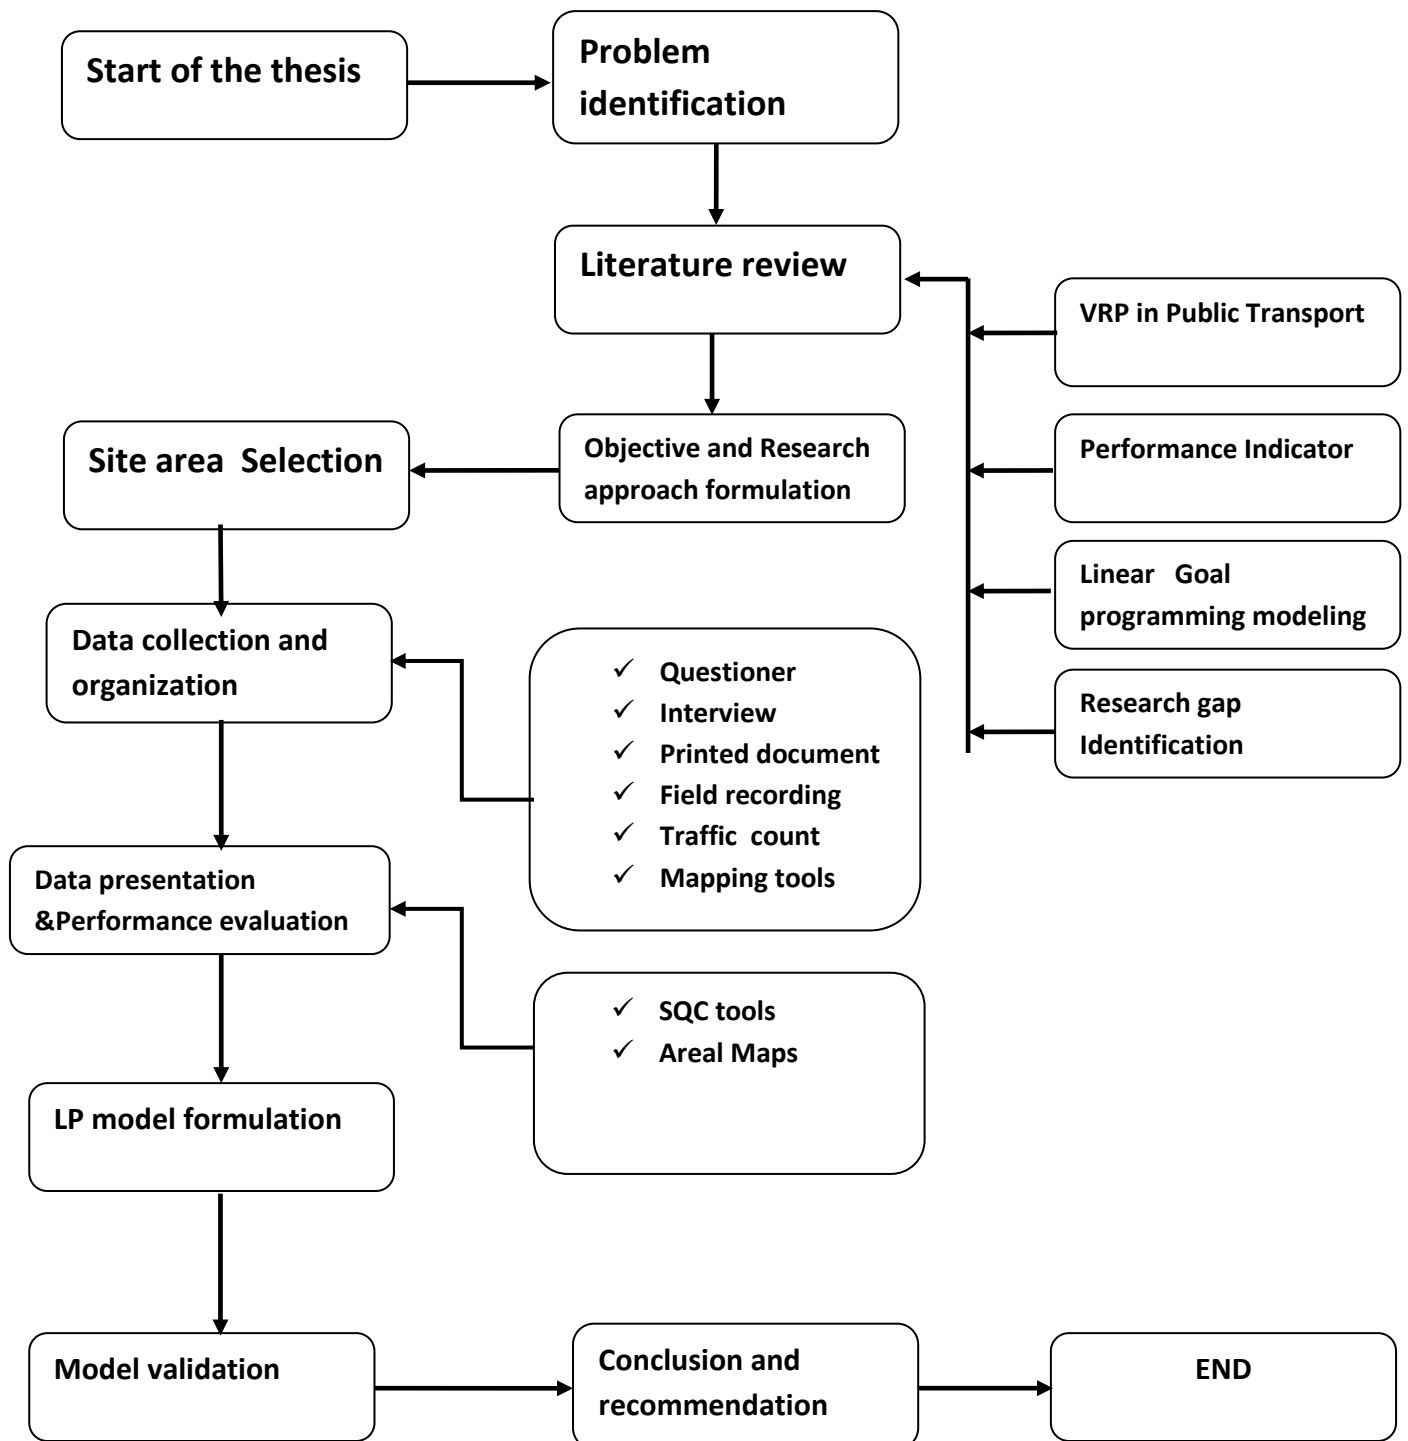 Start of the thesis
Problem
identification
Literature review
VRP in Public Transport
Performance Indicator
Linear Goal
programming modeling
Research gap
Identification
Objective and Research
approach formulation
Site area Selection
Data collection and
organization
✓ Questioner
✓ Interview
✓ Printed document
✓ Field recording
✓ Traffic count
✓ Mapping tools
Data presentation
&Performance evaluation
✓ SQC tools
✓ Areal Maps
LP model formulation
Model validation
Conclusion and
recommendation
END